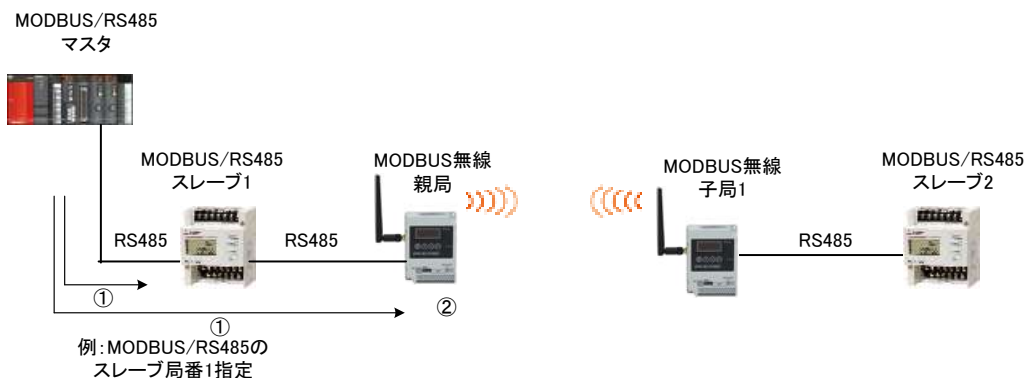 MODBUS/RS485
マスタ
MODBUS/RS485
スレーブ1
MODBUS無線
親局
MODBUS無線
子局1
MODBUS/RS485
スレーブ2
RS485
RS485
RS485
①
②
①
例:MODBUS/RS485の
スレーブ局番1指定